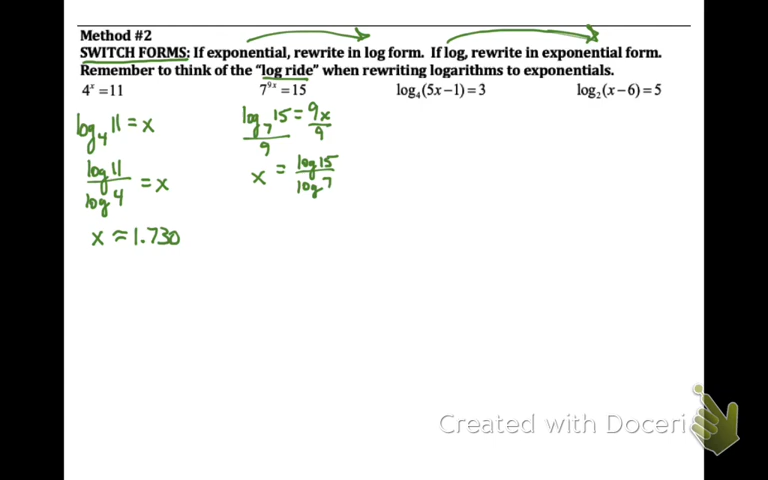 Method #2
SWITCH FORMS: If exponential, rewrite in log form. If log, rewrite in exponential form.
Remember to think of the "log ride" when rewriting logarithms to exponentials.
4^x = 11
7^{9x} = 15
log₄(5x−1) = 3
log₂(x−6) = 5
log₄ 11 = x
log 11 / log 4 = x
x ≈ 1.730
log₇ 15 / 9 = 9x / 9
x = log 15 / log 7
Created with Doceri